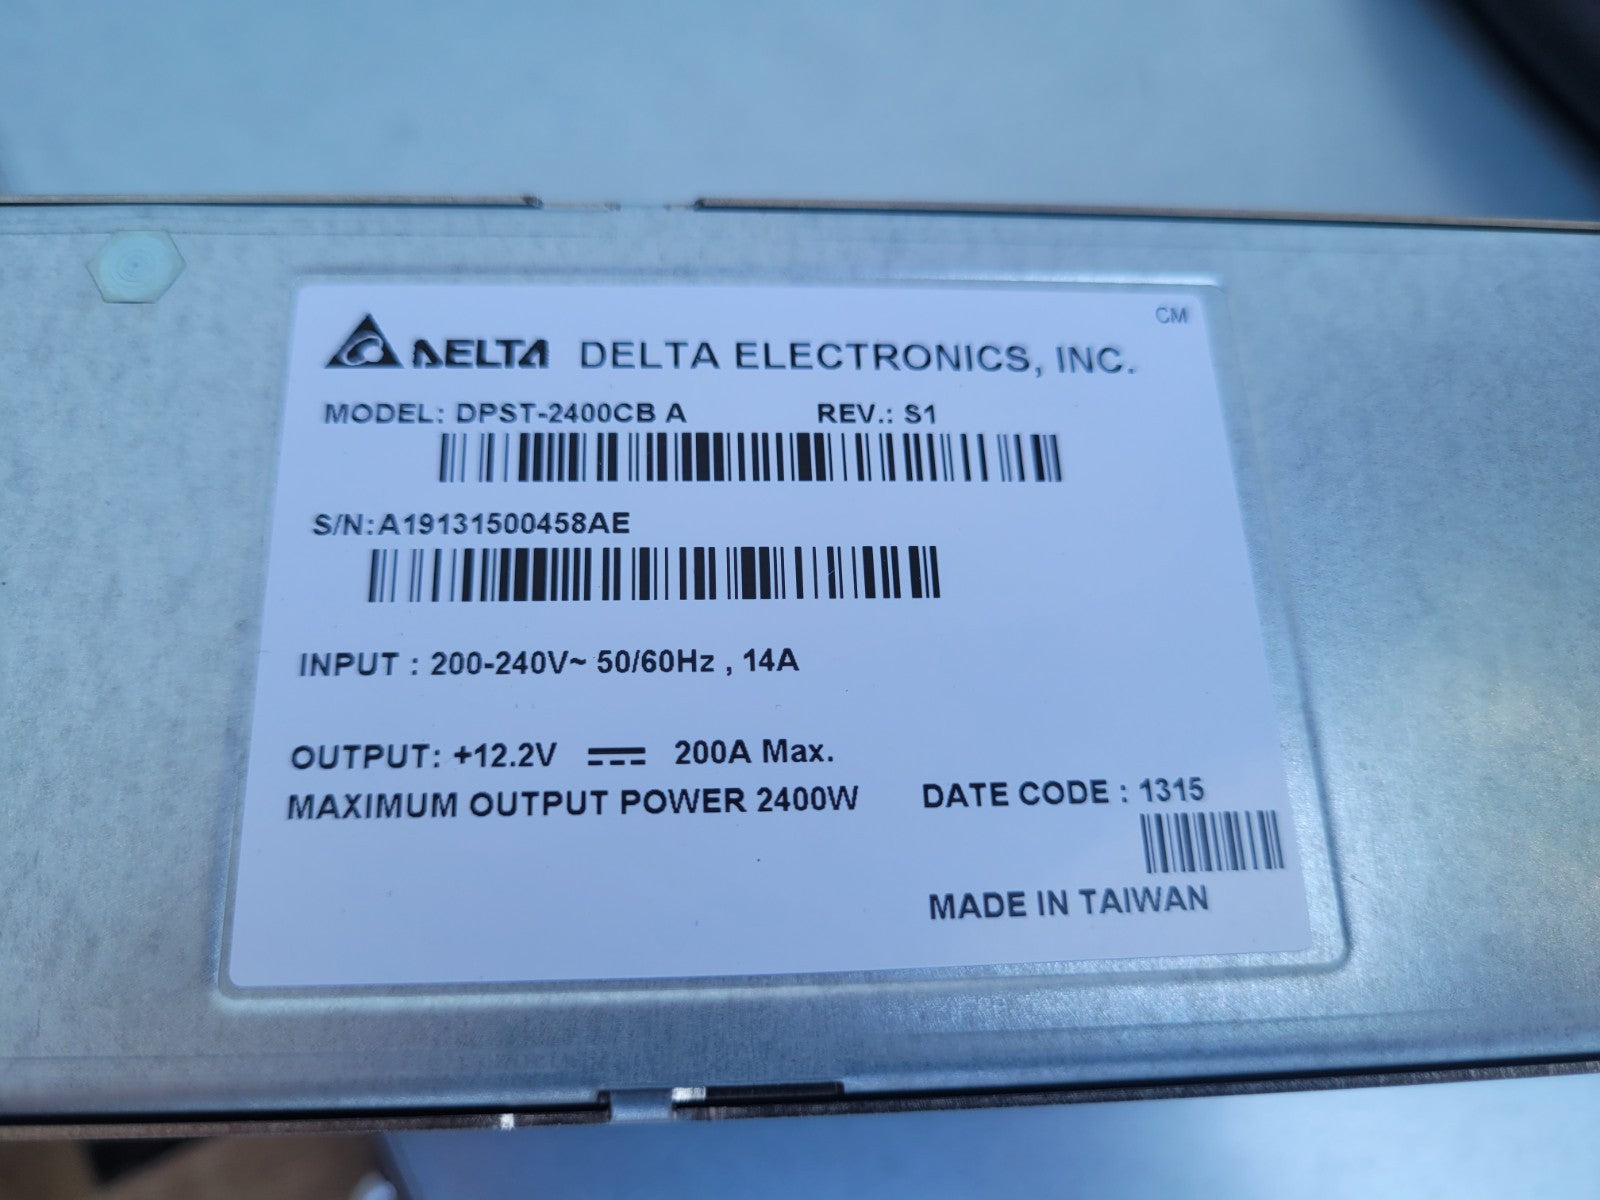 CM
DELTA DELTA ELECTRONICS, INC.
MODEL: DPST-2400CB A REV.: S1
S/N:A19131500458AE
INPUT : 200-240V~ 50/60Hz , 14A
OUTPUT: +12.2V ⎓ 200A Max.
MAXIMUM OUTPUT POWER 2400W
DATE CODE : 1315
MADE IN TAIWAN